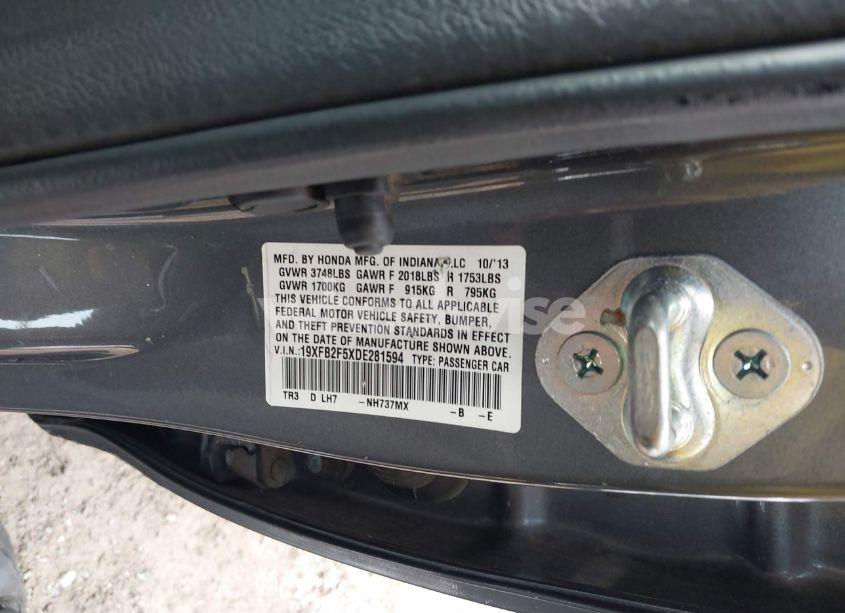 MFD. BY HONDA MFG. OF INDIANA LLC 10/'13
GVWR 3748LBS GAWR F 2018LBS R 1753LBS
GVWR 1700KG GAWR F 915KG R 795KG
THIS VEHICLE CONFORMS TO ALL APPLICABLE
FEDERAL MOTOR VEHICLE SAFETY, BUMPER,
AND THEFT PREVENTION STANDARDS IN EFFECT
ON THE DATE OF MANUFACTURE SHOWN ABOVE.
V.I.N.:19XFB2F5XDE281594 TYPE: PASSENGER CAR
TR3 D LH7 -NH737MX -B -E